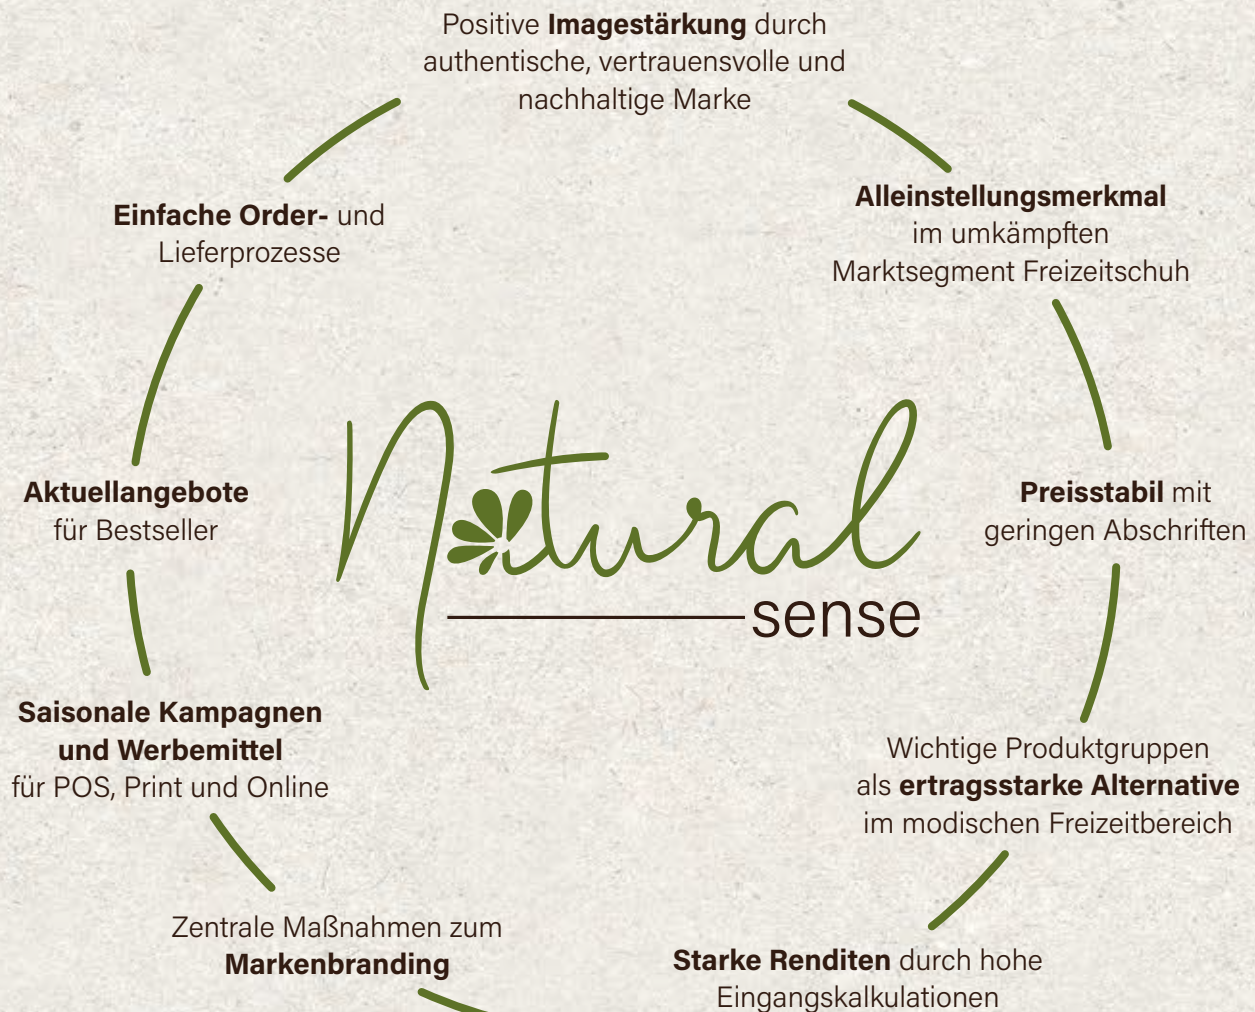 Positive Imagestärkung durch
authentische, vertrauensvolle und
nachhaltige Marke
Alleinstellungsmerkmal
im umkämpften
Marktsegment Freizeitschuh
Preisstabil mit
geringen Abschriften
Wichtige Produktgruppen
als ertragsstarke Alternative
im modischen Freizeitbereich
Starke Renditen durch hohe
Eingangskalkulationen
Zentrale Maßnahmen zum
Markenbranding
Saisonale Kampagnen
und Werbemittel
für POS, Print und Online
Aktuellangebote
für Bestseller
Einfache Order- und
Lieferprozesse
Natural
sense